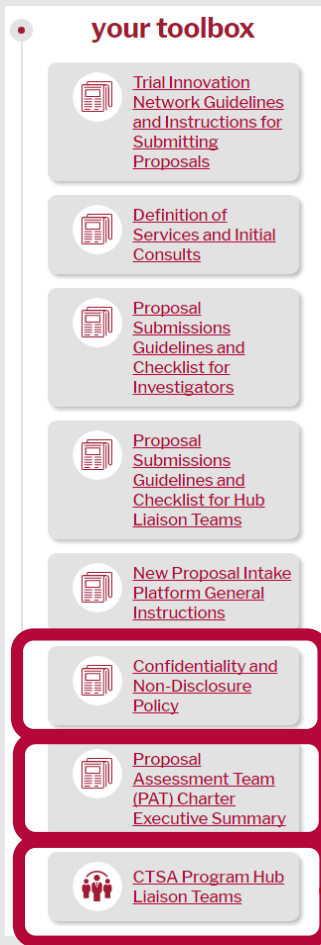 your toolbox
Trial Innovation
Network Guidelines
and Instructions for
Submitting
Proposals
Definition of
Services and Initial
Consults
Proposal
Submissions
Guidelines and
Checklist for
Investigators
Proposal
Submissions
Guidelines and
Checklist for Hub
Liaison Teams
New Proposal Intake
Platform General
Instructions
Confidentiality and
Non-Disclosure
Policy
Proposal
Assessment Team
(PAT) Charter
Executive Summary
CTSA Program Hub
Liaison Teams